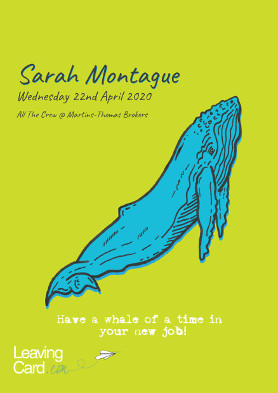 Sarah Montague
Wednesday 22nd April 2020
All The Crew @ Martins-Thomas Brokers
Have a whale of a time in
your new job!
Leaving
Card.com